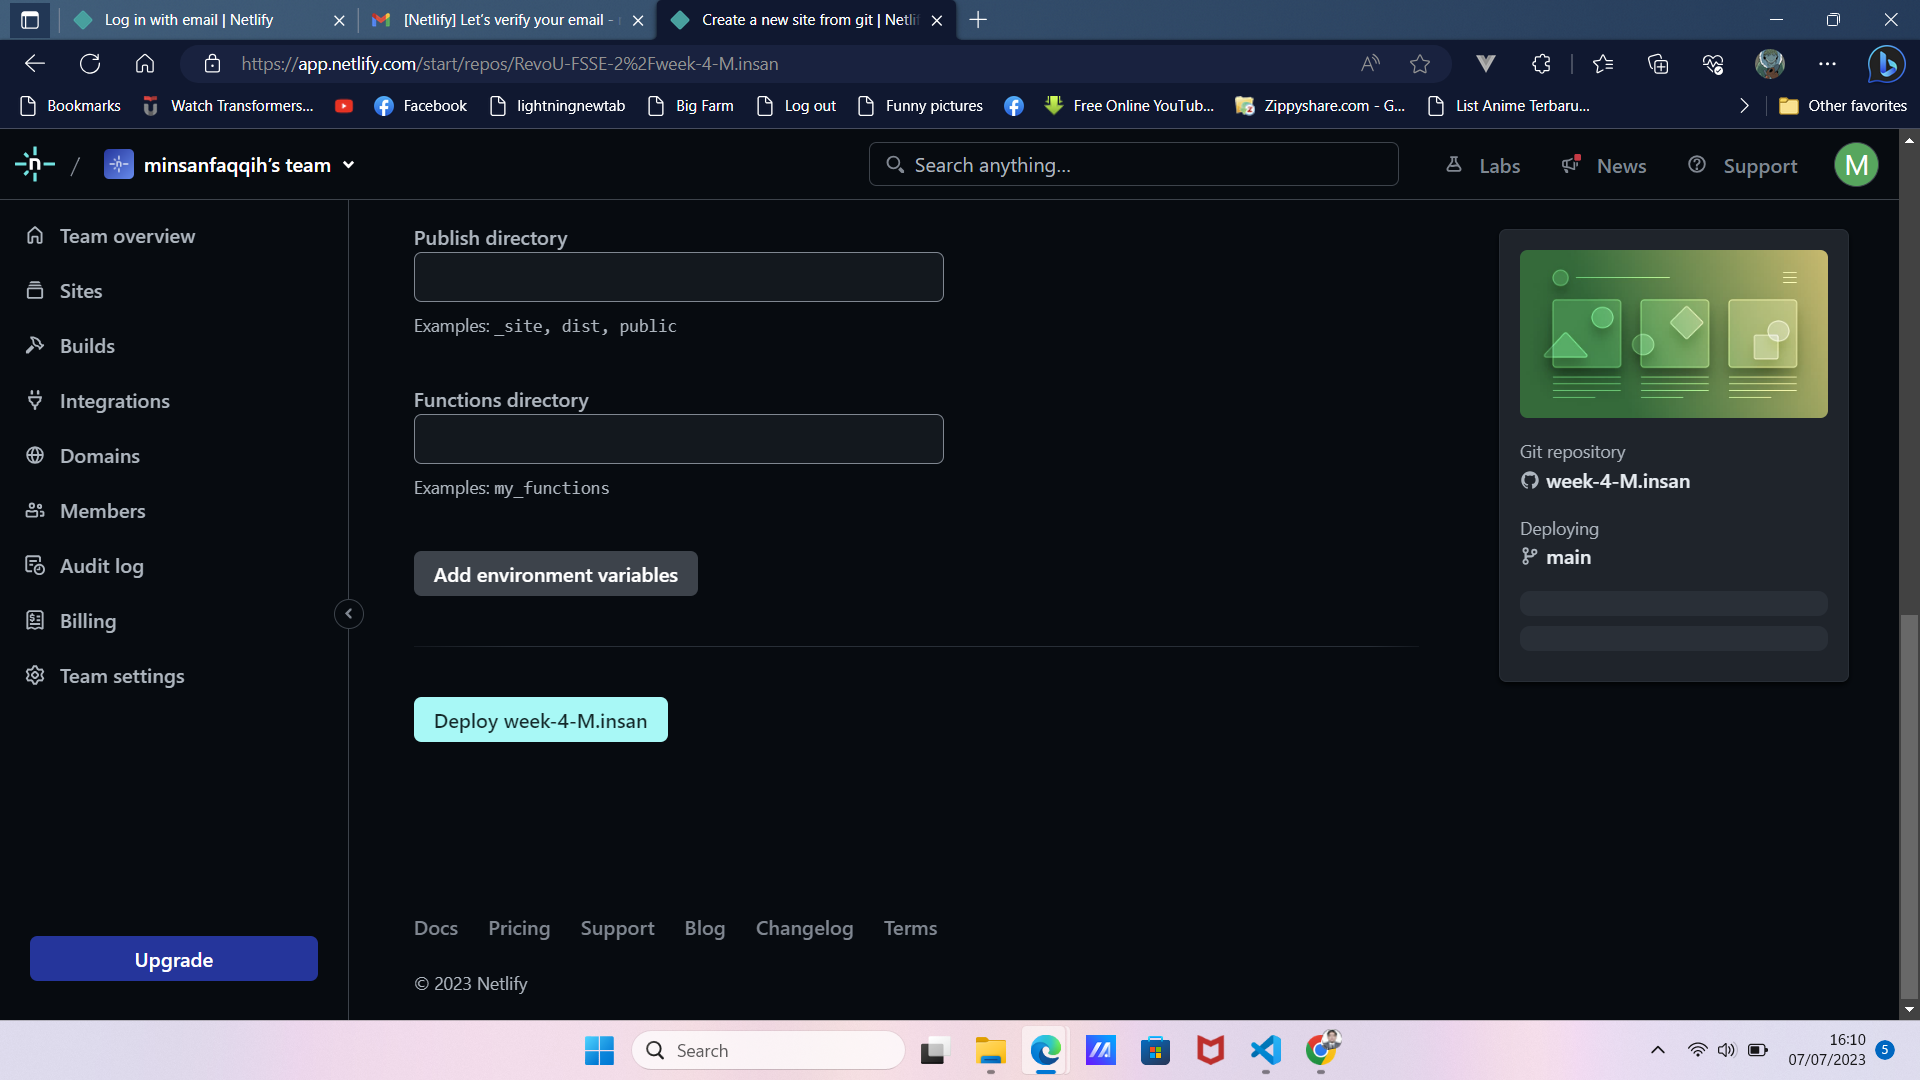 Log in with email | Netlify
[Netlify] Let's verify your email -
Create a new site from git | Netli
https://app.netlify.com/start/repos/RevoU-FSSE-2%2Fweek-4-M.insan
Bookmarks
Watch Transformers...
Facebook
lightningnewtab
Big Farm
Log out
Funny pictures
Free Online YouTub...
Zippyshare.com - G...
List Anime Terbaru...
Other favorites
/ minsanfaqqih's team
Search anything...
Labs
News
Support
M
Team overview
Sites
Builds
Integrations
Domains
Members
Audit log
Billing
Team settings
Upgrade
Publish directory
Examples: _site, dist, public
Functions directory
Examples: my_functions
Add environment variables
Deploy week-4-M.insan
Git repository
week-4-M.insan
Deploying
main
Docs
Pricing
Support
Blog
Changelog
Terms
© 2023 Netlify
Search
16:10
07/07/2023
5